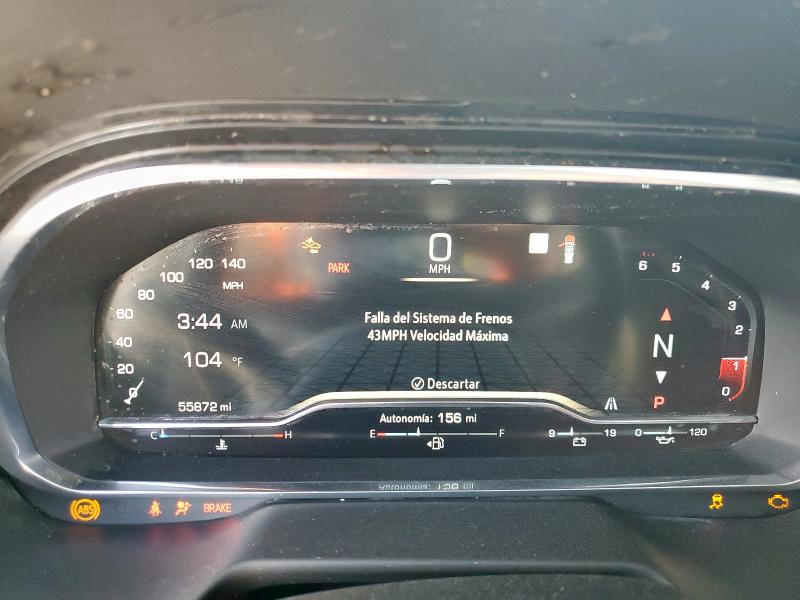 0
MPH
PARK
120 140
100
MPH
80
60
40
20
0
3:44 AM
104 °F
55872 mi
Falla del Sistema de Frenos
43MPH Velocidad Máxima
Descartar
6 5
4
3
2
1
0
N
P
Autonomía: 156 mi
C H
E F
9 19
0 120
ABS
BRAKE